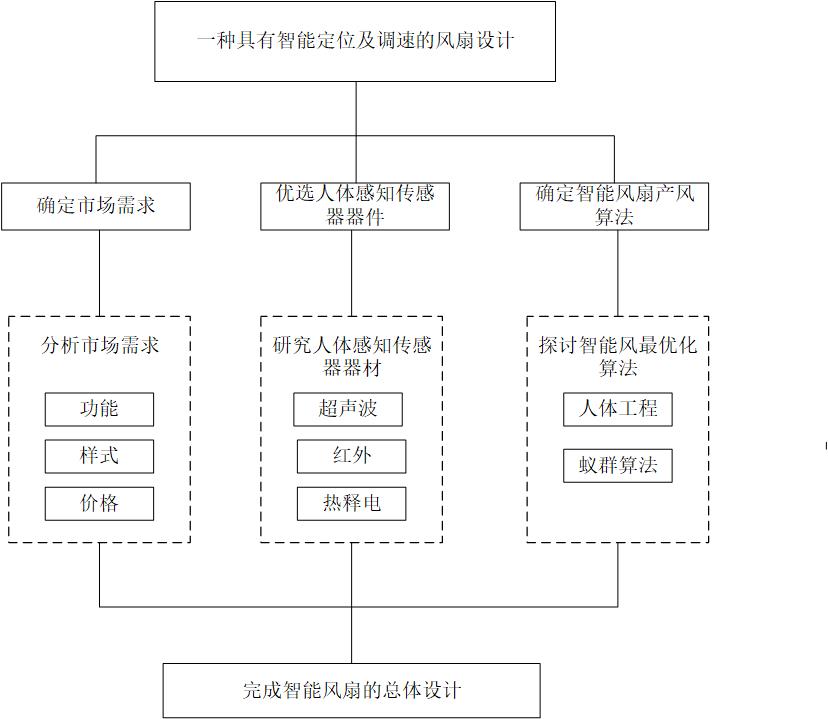 一种具有智能定位及调速的风扇设计
确定市场需求
优选人体感知传感
器器件
确定智能风扇产风
算法
分析市场需求
功能
样式
价格
研究人体感知传感
器器材
超声波
红外
热释电
探讨智能风最优化
算法
人体工程
蚁群算法
完成智能风扇的总体设计